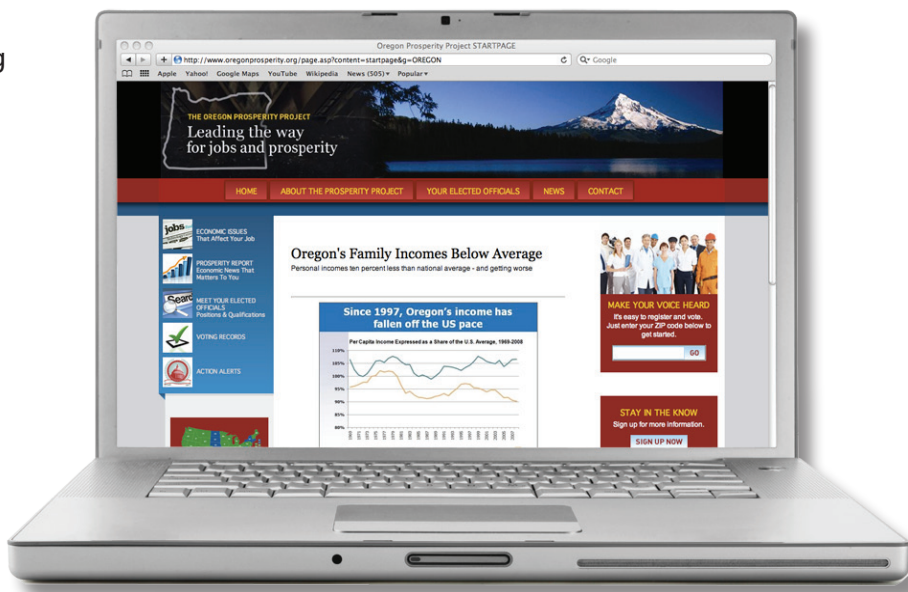 g
Oregon Prosperity Project STARTPAGE
http://www.oregonprosperity.org/page.asp?content=startpage&g=OREGON
Google
Apple Yahoo! Google Maps YouTube Wikipedia News (505) Popular
THE OREGON PROSPERITY PROJECT
Leading the way
for jobs and prosperity
HOME ABOUT THE PROSPERITY PROJECT YOUR ELECTED OFFICIALS NEWS CONTACT
jobs
ECONOMIC ISSUES
That Affect Your Job
PROSPERITY REPORT
Economic News That
Matters To You
Searc
MEET YOUR ELECTED
OFFICIALS
Positions & Qualifications
VOTING RECORDS
ACTION ALERTS
Oregon's Family Incomes Below Average
Personal incomes ten percent less than national average - and getting worse
Since 1997, Oregon's income has
fallen off the US pace
Per Capita Income Expressed as a Share of the U.S. Average, 1969-2008
110%
105%
100%
95%
90%
85%
80%
MAKE YOUR VOICE HEARD
It's easy to register and vote.
Just enter your ZIP code below to
get started.
GO
STAY IN THE KNOW
Sign up for more information.
SIGN UP NOW